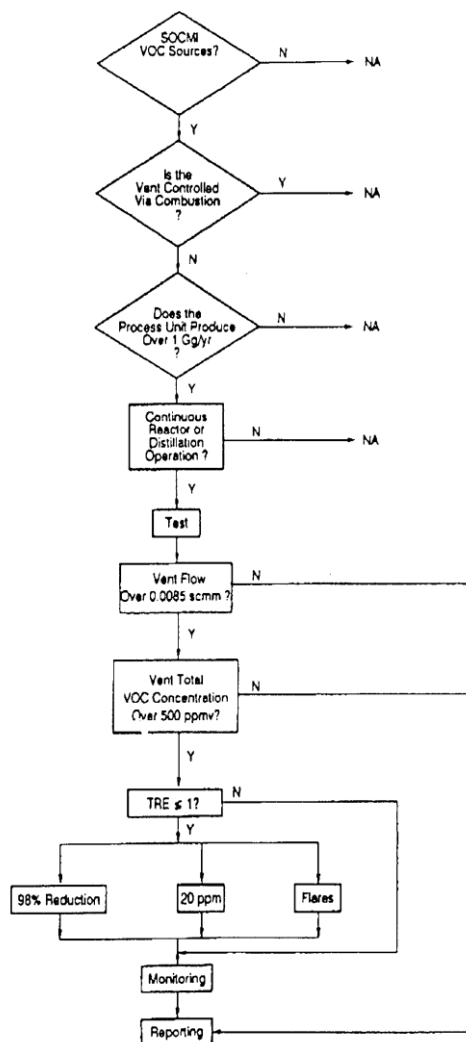 SOCMI
VOC Sources?
N
NA
Y
Is the
Vent Controlled
Via Combustion
?
Y
NA
N
Does the
Process Unit Produce
Over 1 Gg/yr
?
N
NA
Y
Continuous
Reactor or
Distillation
Operation ?
N
NA
Y
Test
Vent Flow
Over 0.0085 scmm ?
N
Y
Vent Total
VOC Concentration
Over 500 ppmv?
N
Y
TRE ≤ 1?
N
Y
98% Reduction
20 ppm
Flares
Monitoring
Reporting